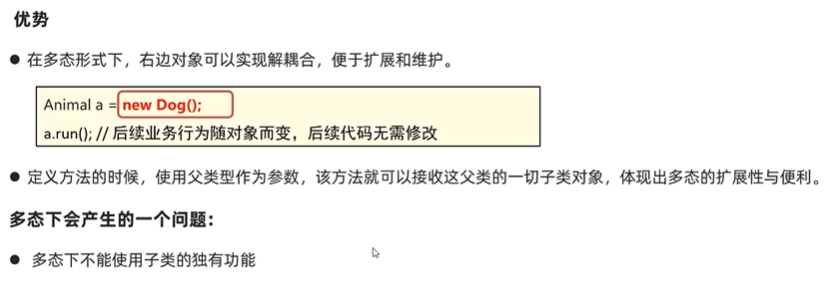 优势
● 在多态形式下，右边对象可以实现解耦合，便于扩展和维护。
Animal a = new Dog();
a.run(); // 后续业务行为随对象而变，后续代码无需修改
● 定义方法的时候，使用父类型作为参数，该方法就可以接收这父类的一切子类对象，体现出多态的扩展性与便利。
多态下会产生的一个问题：
● 多态下不能使用子类的独有功能